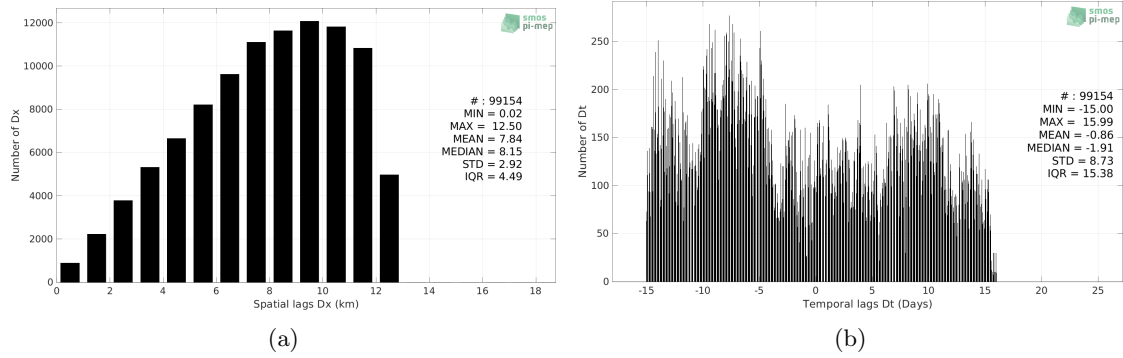 12000
10000
8000
6000
4000
2000
0
Number of Dx
smos
pi-mep
# : 99154
MIN = 0.02
MAX = 12.50
MEAN = 7.84
MEDIAN = 8.15
STD = 2.92
IQR = 4.49
0 2 4 6 8 10 12 14 16 18
Spatial lags Dx (km)
(a)
250
200
150
100
50
0
Number of Dt
smos
pi-mep
# : 99154
MIN = -15.00
MAX = 15.99
MEAN = -0.86
MEDIAN = -1.91
STD = 8.73
IQR = 15.38
-15 -10 -5 0 5 10 15 20 25
Temporal lags Dt (Days)
(b)